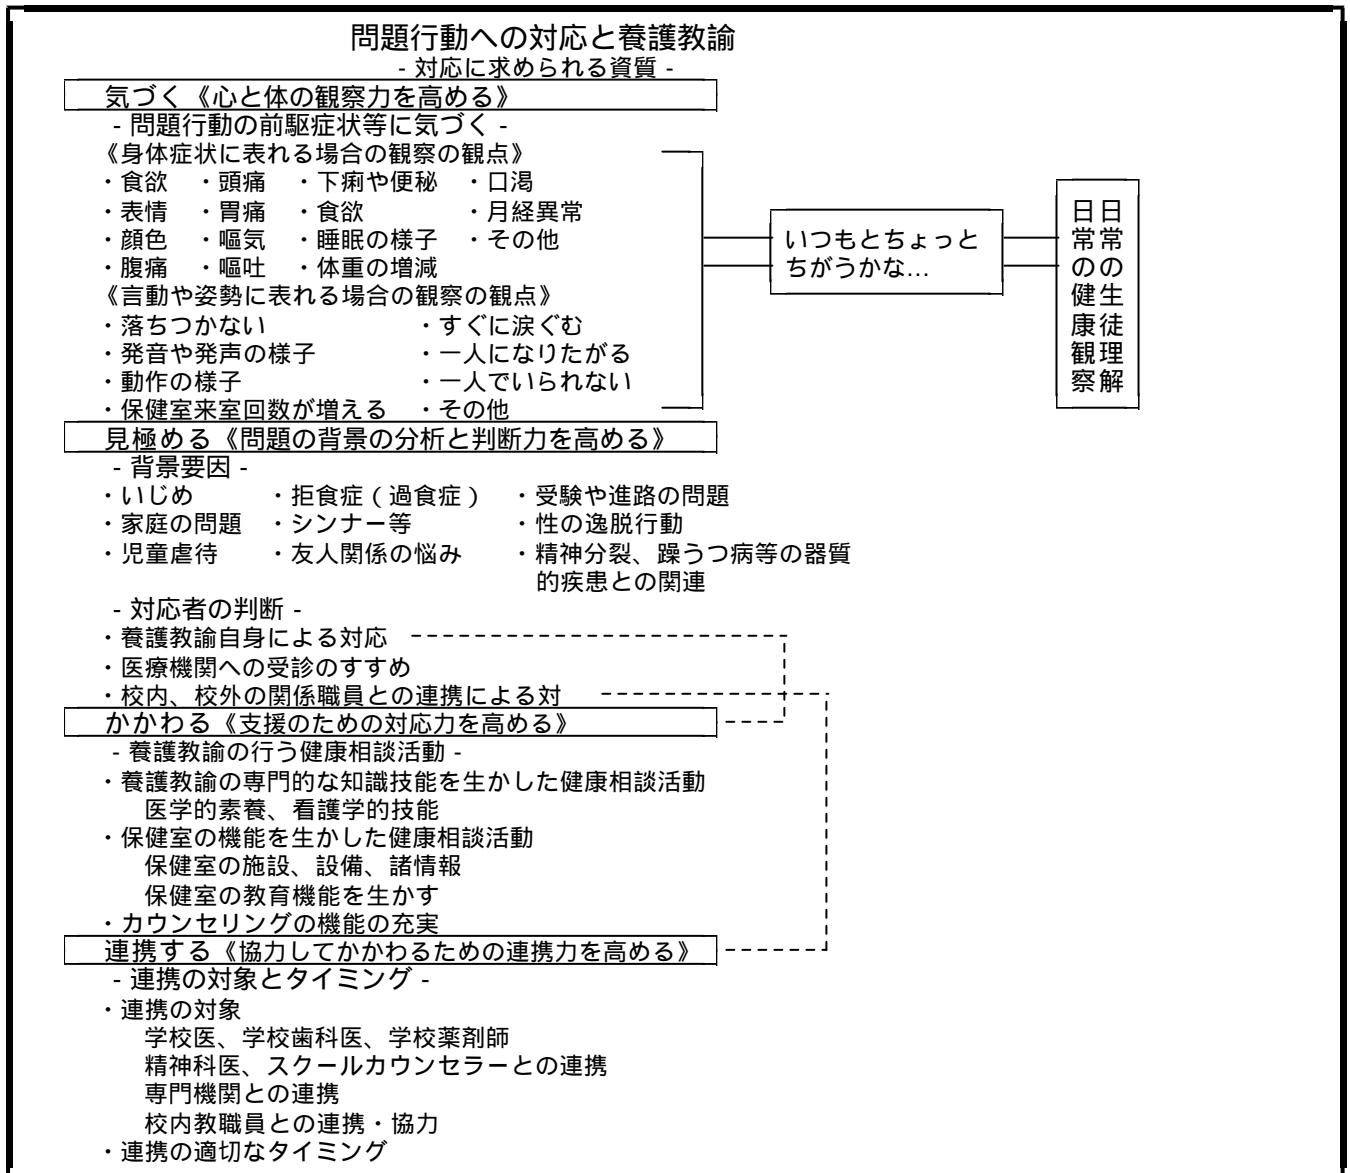 問題行動への対応と養護教諭
- 対応に求められる資質 -
気づく《心と体の観察力を高める》
- 問題行動の前駆症状等に気づく -
《身体症状に表れる場合の観察の観点》
・食欲 ・頭痛 ・下痢や便秘 ・口渇
・表情 ・胃痛 ・食欲 ・月経異常
・顔色 ・嘔気 ・睡眠の様子 ・その他
・腹痛 ・嘔吐 ・体重の増減
《言動や姿勢に表れる場合の観察の観点》
・落ちつかない ・すぐに涙ぐむ
・発音や発声の様子 ・一人になりたがる
・動作の様子 ・一人でいられない
・保健室来室回数が増える ・その他
いつもとちょっと
ちがうかな…
日常の生徒理解
日常の健康観察
見極める《問題の背景の分析と判断力を高める》
- 背景要因 -
・いじめ ・拒食症(過食症) ・受験や進路の問題
・家庭の問題 ・シンナー等 ・性の逸脱行動
・児童虐待 ・友人関係の悩み ・精神分裂、躁うつ病等の器質
的疾患との関連
- 対応者の判断 -
・養護教諭自身による対応
・医療機関への受診のすすめ
・校内、校外の関係職員との連携による対
かかわる《支援のための対応力を高める》
- 養護教諭の行う健康相談活動 -
・養護教諭の専門的な知識技能を生かした健康相談活動
医学的素養、看護学的技能
・保健室の機能を生かした健康相談活動
保健室の施設、設備、諸情報
保健室の教育機能を生かす
・カウンセリングの機能の充実
連携する《協力してかかわるための連携力を高める》
- 連携の対象とタイミング -
・連携の対象
学校医、学校歯科医、学校薬剤師
精神科医、スクールカウンセラーとの連携
専門機関との連携
校内教職員との連携・協力
・連携の適切なタイミング